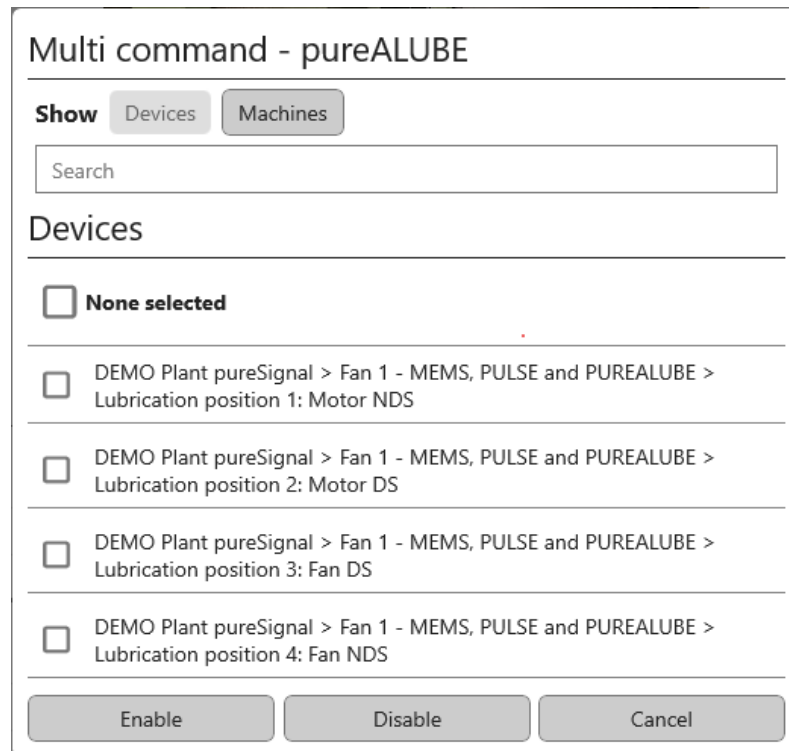 Multi command - pureALUBE
Show Devices Machines
Search
Devices
None selected
DEMO Plant pureSignal > Fan 1 - MEMS, PULSE and PUREALUBE >
Lubrication position 1: Motor NDS
DEMO Plant pureSignal > Fan 1 - MEMS, PULSE and PUREALUBE >
Lubrication position 2: Motor DS
DEMO Plant pureSignal > Fan 1 - MEMS, PULSE and PUREALUBE >
Lubrication position 3: Fan DS
DEMO Plant pureSignal > Fan 1 - MEMS, PULSE and PUREALUBE >
Lubrication position 4: Fan NDS
Enable Disable Cancel